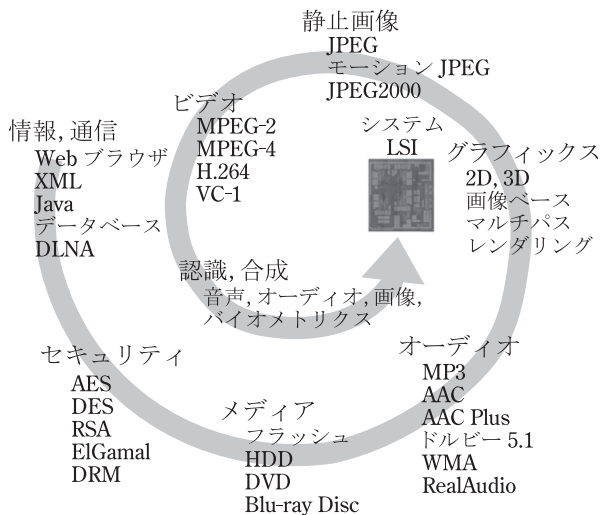 静止画像
JPEG
モーション JPEG
JPEG2000
ビデオ
MPEG-2
MPEG-4
H.264
VC-1
システム
LSI
グラフィックス
2D, 3D
画像ベース
マルチパス
レンダリング
情報, 通信
Web ブラウザ
XML
Java
データベース
DLNA
認識, 合成
音声, オーディオ, 画像,
バイオメトリクス
セキュリティ
AES
DES
RSA
ElGamal
DRM
メディア
フラッシュ
HDD
DVD
Blu-ray Disc
オーディオ
MP3
AAC
AAC Plus
ドルビー 5.1
WMA
RealAudio